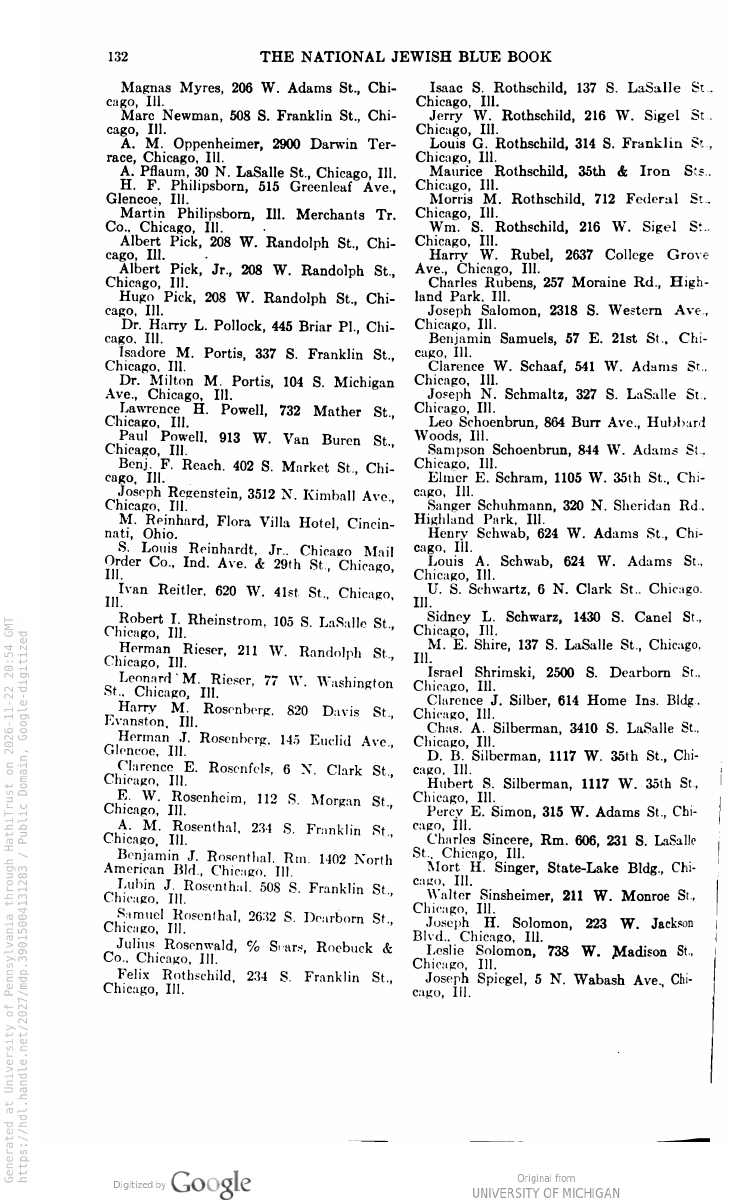 132
THE NATIONAL JEWISH BLUE BOOK
Magnas Myres, 206 W. Adams St., Chi-
cago, Ill.
Marc Newman, 508 S. Franklin St., Chi-
cago, Ill.
A. M. Oppenheimer, 2900 Darwin Ter-
race, Chicago, Ill.
A. Pflaum, 30 N. LaSalle St., Chicago, Ill.
H. F. Philipsborn, 515 Greenleaf Ave.,
Glencoe, Ill.
Martin Philipsborn, Ill. Merchants Tr.
Co., Chicago, Ill.
Albert Pick, 208 W. Randolph St., Chi-
cago, Ill.
Albert Pick, Jr., 208 W. Randolph St.,
Chicago, Ill.
Hugo Pick, 208 W. Randolph St., Chi-
cago, Ill.
Dr. Harry L. Pollock, 445 Briar Pl., Chi-
cago, Ill.
Isadore M. Portis, 337 S. Franklin St.,
Chicago, Ill.
Dr. Milton M. Portis, 104 S. Michigan
Ave., Chicago, Ill.
Lawrence H. Powell, 732 Mather St.,
Chicago, Ill.
Paul Powell, 913 W. Van Buren St.,
Chicago, Ill.
Benj. F. Reach, 402 S. Market St., Chi-
cago, Ill.
Joseph Regenstein, 3512 N. Kimball Ave.,
Chicago, Ill.
M. Reinhard, Flora Villa Hotel, Cincin-
nati, Ohio.
S. Louis Reinhardt, Jr., Chicago Mail
Order Co., Ind. Ave. & 29th St., Chicago,
Ill.
Ivan Reitler, 620 W. 41st St., Chicago,
Ill.
Robert I. Rheinstrom, 105 S. LaSalle St.,
Chicago, Ill.
Herman Rieser, 211 W. Randolph St.,
Chicago, Ill.
Leonard M. Rieser, 77 W. Washington
St., Chicago, Ill.
Harry M. Rosenberg, 820 Davis St.,
Evanston, Ill.
Herman J. Rosenberg, 145 Euclid Ave.,
Glencoe, Ill.
Clarence E. Rosenfels, 6 N. Clark St.,
Chicago, Ill.
E. W. Rosenheim, 112 S. Morgan St.,
Chicago, Ill.
A. M. Rosenthal, 234 S. Franklin St.,
Chicago, Ill.
Benjamin J. Rosenthal, Rm. 1402 North
American Bld., Chicago, Ill.
Lubin J. Rosenthal, 508 S. Franklin St.,
Chicago, Ill.
Samuel Rosenthal, 2632 S. Dearborn St.,
Chicago, Ill.
Julius Rosenwald, % Sears, Roebuck &
Co., Chicago, Ill.
Felix Rothschild, 234 S. Franklin St.,
Chicago, Ill.
Isaac S. Rothschild, 137 S. LaSalle St.,
Chicago, Ill.
Jerry W. Rothschild, 216 W. Sigel St.,
Chicago, Ill.
Louis G. Rothschild, 314 S. Franklin St.,
Chicago, Ill.
Maurice Rothschild, 35th & Iron Sts.,
Chicago, Ill.
Morris M. Rothschild, 712 Federal St.,
Chicago, Ill.
Wm. S. Rothschild, 216 W. Sigel St.,
Chicago, Ill.
Harry W. Rubel, 2637 College Grove
Ave., Chicago, Ill.
Charles Rubens, 257 Moraine Rd., High-
land Park, Ill.
Joseph Salomon, 2318 S. Western Ave.,
Chicago, Ill.
Benjamin Samuels, 57 E. 21st St., Chi-
cago, Ill.
Clarence W. Schaaf, 541 W. Adams St.,
Chicago, Ill.
Joseph N. Schmaltz, 327 S. LaSalle St.,
Chicago, Ill.
Leo Schoenbrun, 864 Burr Ave., Hubbard
Woods, Ill.
Sampson Schoenbrun, 844 W. Adams St.,
Chicago, Ill.
Elmer E. Schram, 1105 W. 35th St., Chi-
cago, Ill.
Sanger Schuhmann, 320 N. Sheridan Rd.,
Highland Park, Ill.
Henry Schwab, 624 W. Adams St., Chi-
cago, Ill.
Louis A. Schwab, 624 W. Adams St.,
Chicago, Ill.
U. S. Schwartz, 6 N. Clark St., Chicago,
Ill.
Sidney L. Schwarz, 1430 S. Canel St.,
Chicago, Ill.
M. E. Shire, 137 S. LaSalle St., Chicago,
Ill.
Israel Shrimski, 2500 S. Dearborn St.,
Chicago, Ill.
Clarence J. Silber, 614 Home Ins. Bldg.,
Chicago, Ill.
Chas. A. Silberman, 3410 S. LaSalle St.,
Chicago, Ill.
D. B. Silberman, 1117 W. 35th St., Chi-
cago, Ill.
Hubert S. Silberman, 1117 W. 35th St.,
Chicago, Ill.
Percy E. Simon, 315 W. Adams St., Chi-
cago, Ill.
Charles Sincere, Rm. 606, 231 S. LaSalle
St., Chicago, Ill.
Mort H. Singer, State-Lake Bldg., Chi-
cago, Ill.
Walter Sinsheimer, 211 W. Monroe St.,
Chicago, Ill.
Joseph H. Solomon, 223 W. Jackson
Blvd., Chicago, Ill.
Leslie Solomon, 738 W. Madison St.,
Chicago, Ill.
Joseph Spiegel, 5 N. Wabash Ave., Chi-
cago, Ill.
Generated at University of Pennsylvania through HathiTrust on 2026-11-22 20:54 GMT
https://hdl.handle.net/2027/mdp.39015004131203 / Public Domain, Google-digitized
Digitized by Google
Original from
UNIVERSITY OF MICHIGAN